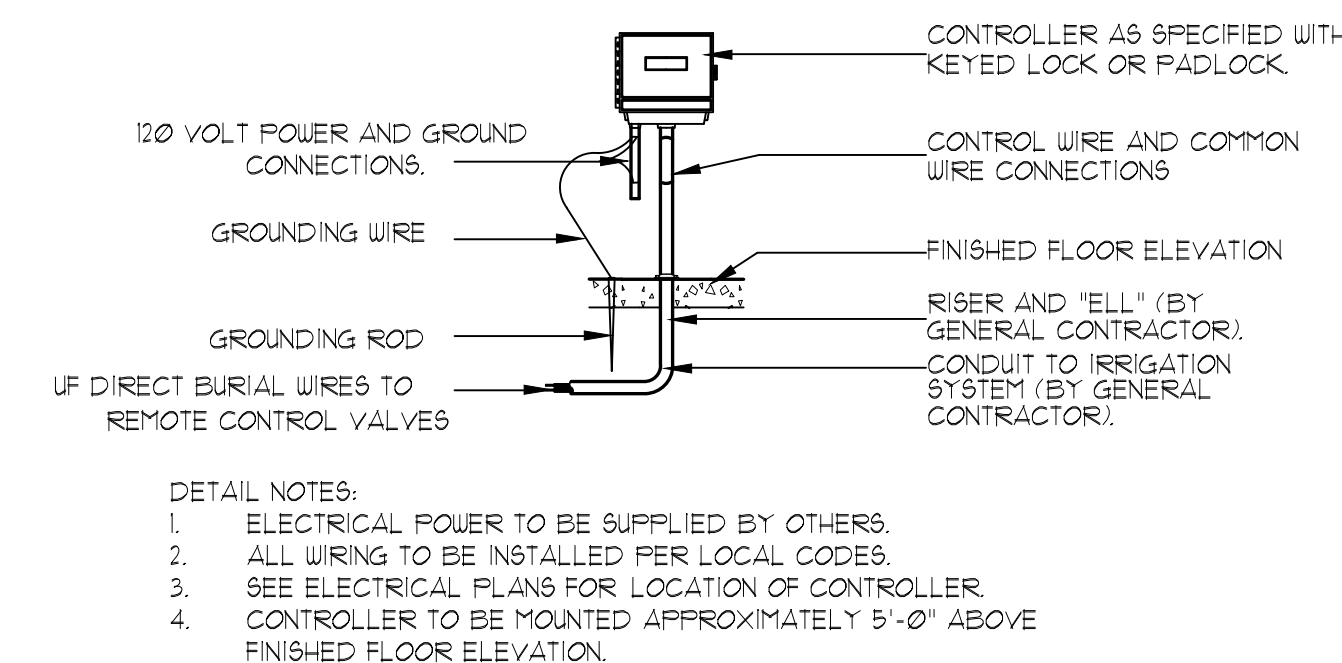 CONTROLLER AS SPECIFIED WITH
KEYED LOCK OR PADLOCK.
120 VOLT POWER AND GROUND
CONNECTIONS.
CONTROL WIRE AND COMMON
WIRE CONNECTIONS
GROUNDING WIRE
FINISHED FLOOR ELEVATION
RISER AND "ELL" (BY
GENERAL CONTRACTOR).
GROUNDING ROD
CONDUIT TO IRRIGATION
SYSTEM (BY GENERAL
CONTRACTOR).
UF DIRECT BURIAL WIRES TO
REMOTE CONTROL VALVES
DETAIL NOTES:
1. ELECTRICAL POWER TO BE SUPPLIED BY OTHERS.
2. ALL WIRING TO BE INSTALLED PER LOCAL CODES.
3. SEE ELECTRICAL PLANS FOR LOCATION OF CONTROLLER.
4. CONTROLLER TO BE MOUNTED APPROXIMATELY 5'-0" ABOVE
FINISHED FLOOR ELEVATION.